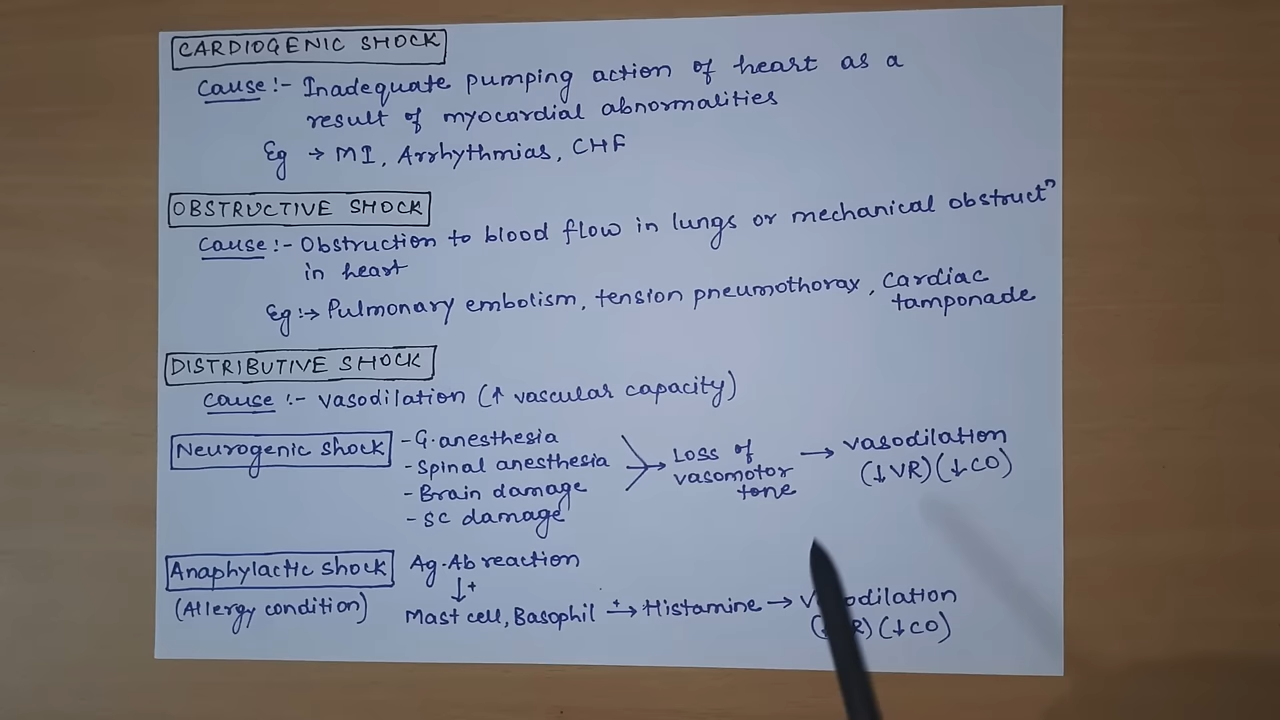 CARDIOGENIC SHOCK
Cause :- Inadequate pumping action of heart as a
result of myocardial abnormalities
Eg → MI, Arrhythmias, CHF
OBSTRUCTIVE SHOCK
Cause :- Obstruction to blood flow in lungs or mechanical obstructⁿ
in heart
Eg :→ Pulmonary embolism, tension pneumothorax, Cardiac
tamponade
DISTRIBUTIVE SHOCK
Cause :- Vasodilation (↑ vascular capacity)
Neurogenic shock
- G. anesthesia
- Spinal anesthesia
- Brain damage
- SC damage
→ Loss of
vasomotor
tone
→ vasodilation
(↓ VR) (↓ CO)
Anaphylactic shock
(Allergy condition)
Ag-Ab reaction
↓+
Mast cell, Basophil +→ Histamine →
(↓CO)